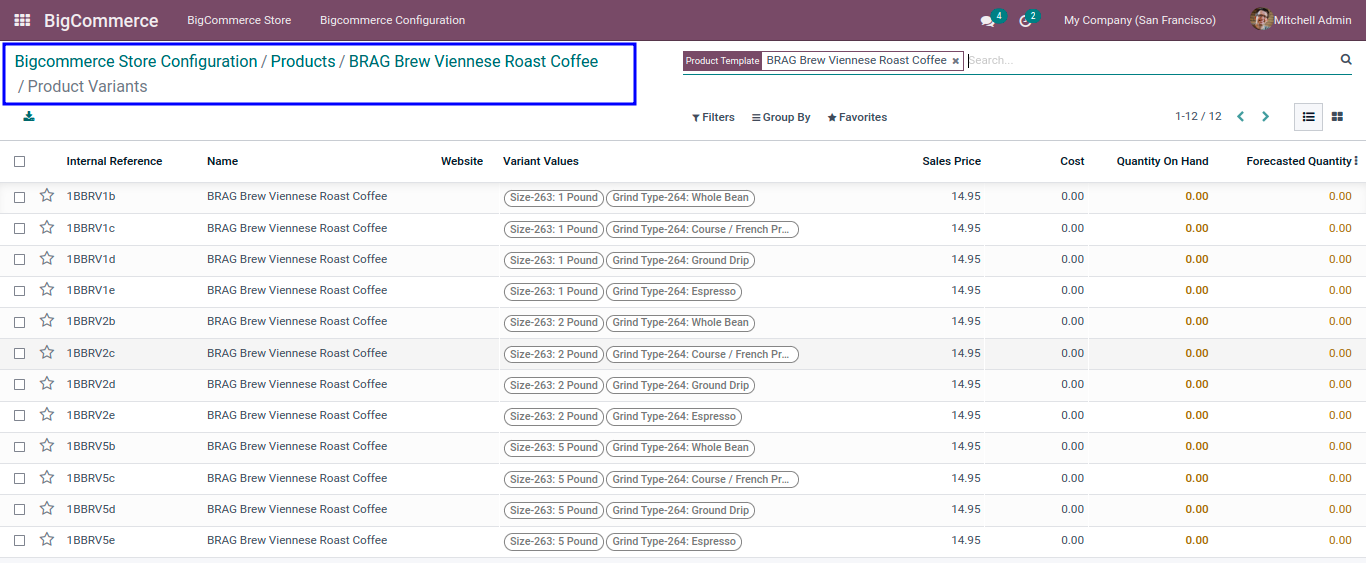 BigCommerce BigCommerce Store Bigcommerce Configuration 4 2 My Company (San Francisco) Mitchell Admin
Bigcommerce Store Configuration / Products / BRAG Brew Viennese Roast Coffee
/ Product Variants
Product Template BRAG Brew Viennese Roast Coffee × Search...
Filters Group By Favorites 1-12 / 12
Internal Reference Name Website Variant Values Sales Price Cost Quantity On Hand Forecasted Quantity
1BBRV1b BRAG Brew Viennese Roast Coffee Size-263: 1 Pound Grind Type-264: Whole Bean 14.95 0.00 0.00 0.00
1BBRV1c BRAG Brew Viennese Roast Coffee Size-263: 1 Pound Grind Type-264: Course / French Pr... 14.95 0.00 0.00 0.00
1BBRV1d BRAG Brew Viennese Roast Coffee Size-263: 1 Pound Grind Type-264: Ground Drip 14.95 0.00 0.00 0.00
1BBRV1e BRAG Brew Viennese Roast Coffee Size-263: 1 Pound Grind Type-264: Espresso 14.95 0.00 0.00 0.00
1BBRV2b BRAG Brew Viennese Roast Coffee Size-263: 2 Pound Grind Type-264: Whole Bean 14.95 0.00 0.00 0.00
1BBRV2c BRAG Brew Viennese Roast Coffee Size-263: 2 Pound Grind Type-264: Course / French Pr... 14.95 0.00 0.00 0.00
1BBRV2d BRAG Brew Viennese Roast Coffee Size-263: 2 Pound Grind Type-264: Ground Drip 14.95 0.00 0.00 0.00
1BBRV2e BRAG Brew Viennese Roast Coffee Size-263: 2 Pound Grind Type-264: Espresso 14.95 0.00 0.00 0.00
1BBRV5b BRAG Brew Viennese Roast Coffee Size-263: 5 Pound Grind Type-264: Whole Bean 14.95 0.00 0.00 0.00
1BBRV5c BRAG Brew Viennese Roast Coffee Size-263: 5 Pound Grind Type-264: Course / French Pr... 14.95 0.00 0.00 0.00
1BBRV5d BRAG Brew Viennese Roast Coffee Size-263: 5 Pound Grind Type-264: Ground Drip 14.95 0.00 0.00 0.00
1BBRV5e BRAG Brew Viennese Roast Coffee Size-263: 5 Pound Grind Type-264: Espresso 14.95 0.00 0.00 0.00